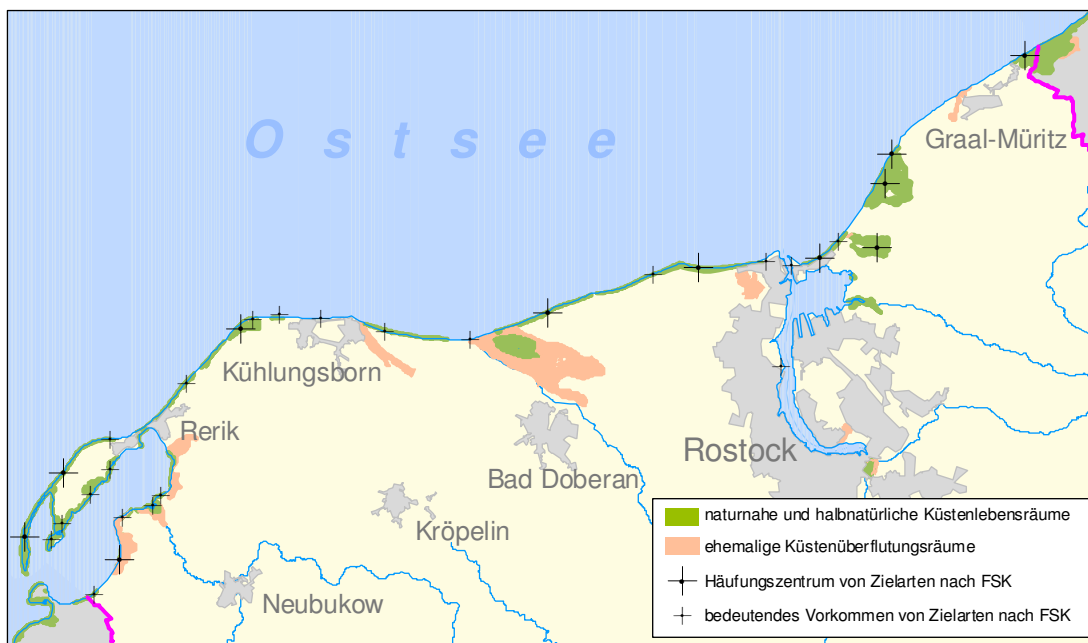 Ostsee
Graal-Müritz
Kühlungsborn
Rerik
Rostock
Bad Doberan
Kröpelin
Neubukow
naturnahe und halbnatürliche Küstenlebensräume
ehemalige Küstenüberflutungsräume
Häufungszentrum von Zielarten nach FSK
bedeutendes Vorkommen von Zielarten nach FSK